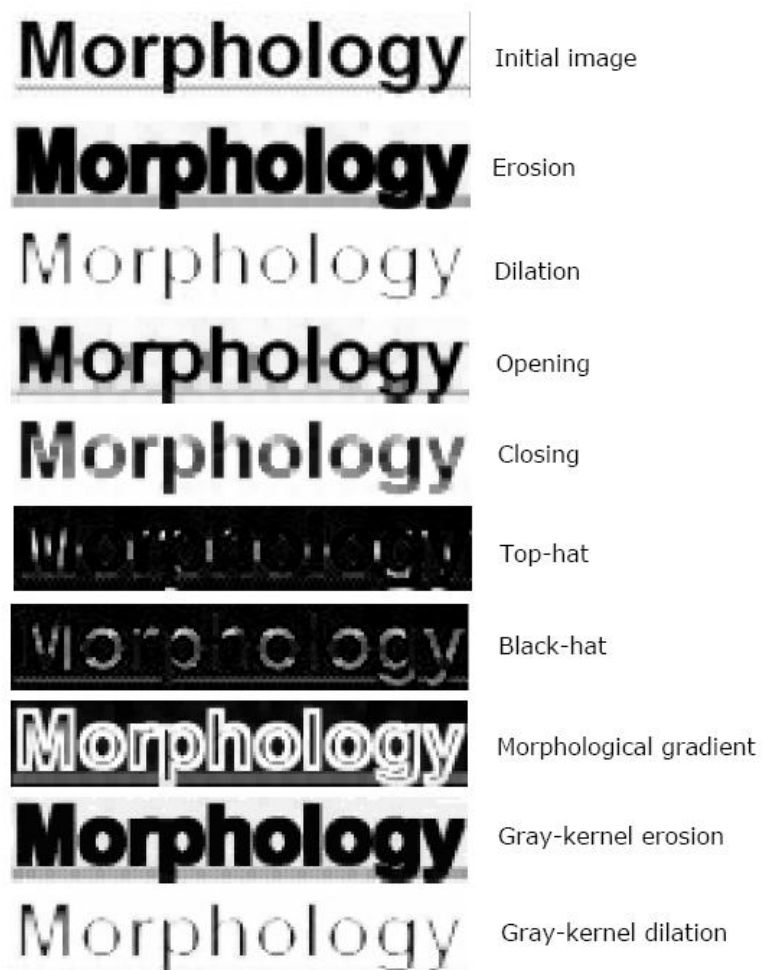 Morphology Initial image
Morphology Erosion
Morphology Dilation
Morphology Opening
Morphology Closing
Morphology Top-hat
Morphology Black-hat
Morphology Morphological gradient
Morphology Gray-kernel erosion
Morphology Gray-kernel dilation